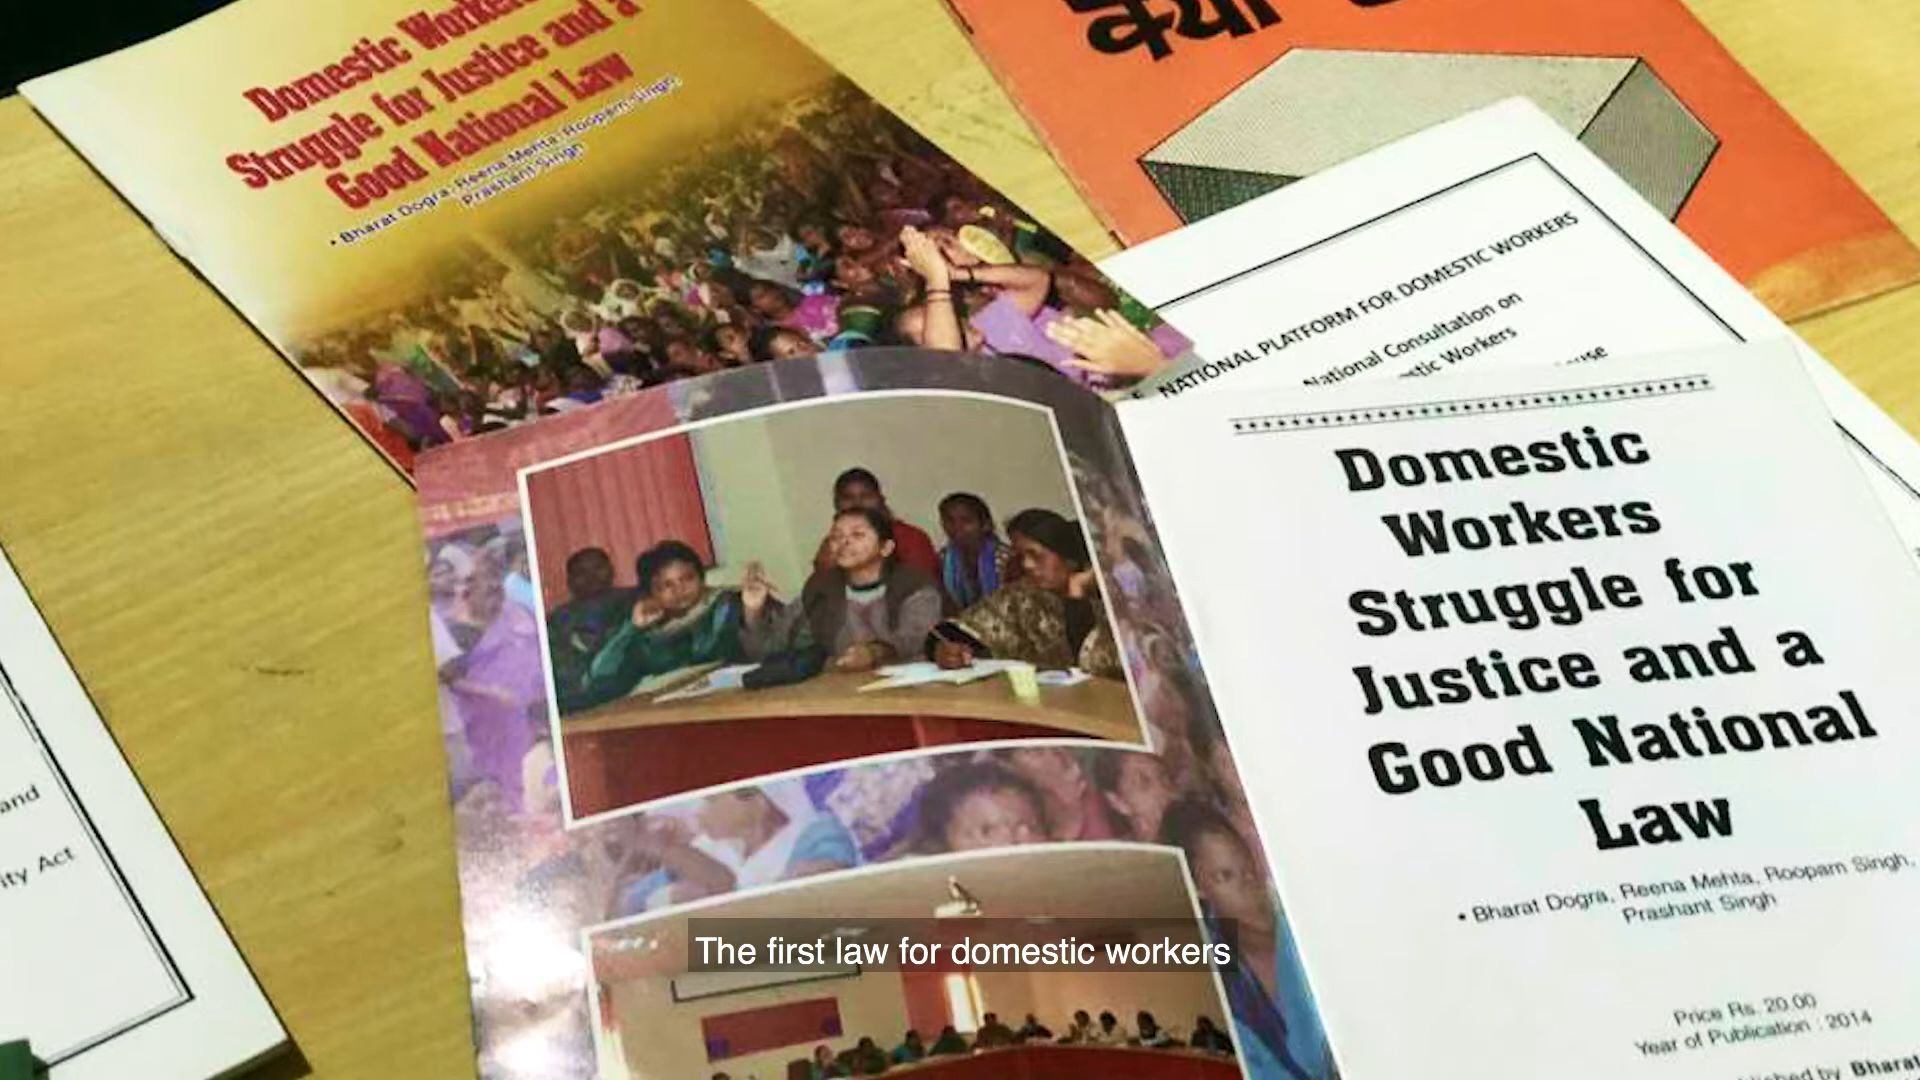 Domestic Workers
Struggle for Justice and a
Good National Law
• Bharat Dogra, Reena Mehta, Roopam Singh,
Prashant Singh
क्या
NATIONAL PLATFORM FOR DOMESTIC WORKERS
National Consultation on
Workers
Domestic
Workers
Struggle for
Justice and a
Good National
Law
• Bharat Dogra, Reena Mehta, Roopam Singh,
Prashant Singh
Price Rs. 20.00
Year of Publication : 2014
by Bharat
and
ity Act
The first law for domestic workers